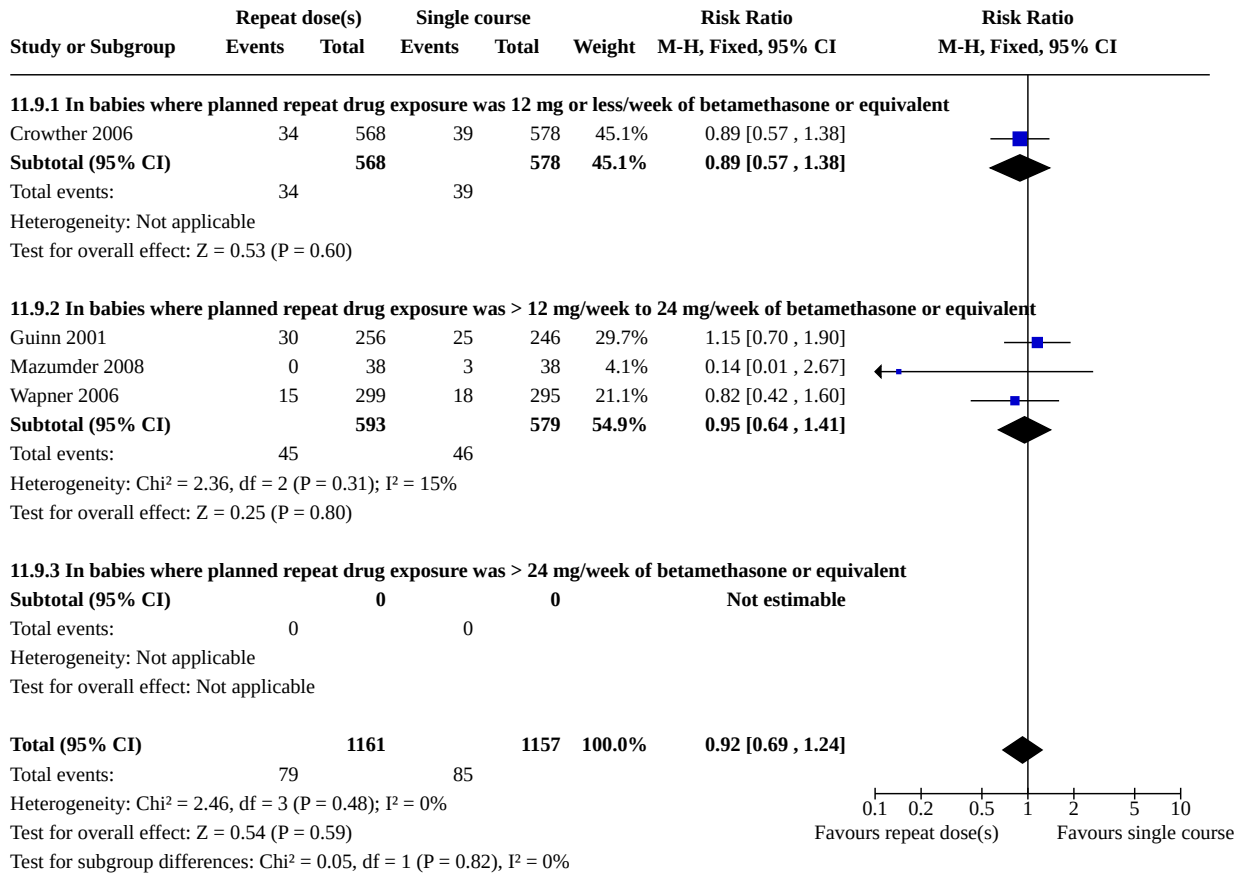 Repeat dose(s) Single course Risk Ratio Risk Ratio
Study or Subgroup Events Total Events Total Weight M-H, Fixed, 95% CI M-H, Fixed, 95% CI
11.9.1 In babies where planned repeat drug exposure was 12 mg or less/week of betamethasone or equivalent
Crowther 2006 34 568 39 578 45.1% 0.89 [0.57 , 1.38]
Subtotal (95% CI) 568 578 45.1% 0.89 [0.57 , 1.38]
Total events: 34 39
Heterogeneity: Not applicable
Test for overall effect: Z = 0.53 (P = 0.60)
11.9.2 In babies where planned repeat drug exposure was > 12 mg/week to 24 mg/week of betamethasone or equivalent
Guinn 2001 30 256 25 246 29.7% 1.15 [0.70 , 1.90]
Mazumder 2008 0 38 3 38 4.1% 0.14 [0.01 , 2.67]
Wapner 2006 15 299 18 295 21.1% 0.82 [0.42 , 1.60]
Subtotal (95% CI) 593 579 54.9% 0.95 [0.64 , 1.41]
Total events: 45 46
Heterogeneity: Chi² = 2.36, df = 2 (P = 0.31); I² = 15%
Test for overall effect: Z = 0.25 (P = 0.80)
11.9.3 In babies where planned repeat drug exposure was > 24 mg/week of betamethasone or equivalent
Subtotal (95% CI) 0 0 Not estimable
Total events: 0 0
Heterogeneity: Not applicable
Test for overall effect: Not applicable
Total (95% CI) 1161 1157 100.0% 0.92 [0.69 , 1.24]
Total events: 79 85
Heterogeneity: Chi² = 2.46, df = 3 (P = 0.48); I² = 0%
0.1 0.2 0.5 1 2 5 10
Test for overall effect: Z = 0.54 (P = 0.59) Favours repeat dose(s) Favours single course
Test for subgroup differences: Chi² = 0.05, df = 1 (P = 0.82), I² = 0%